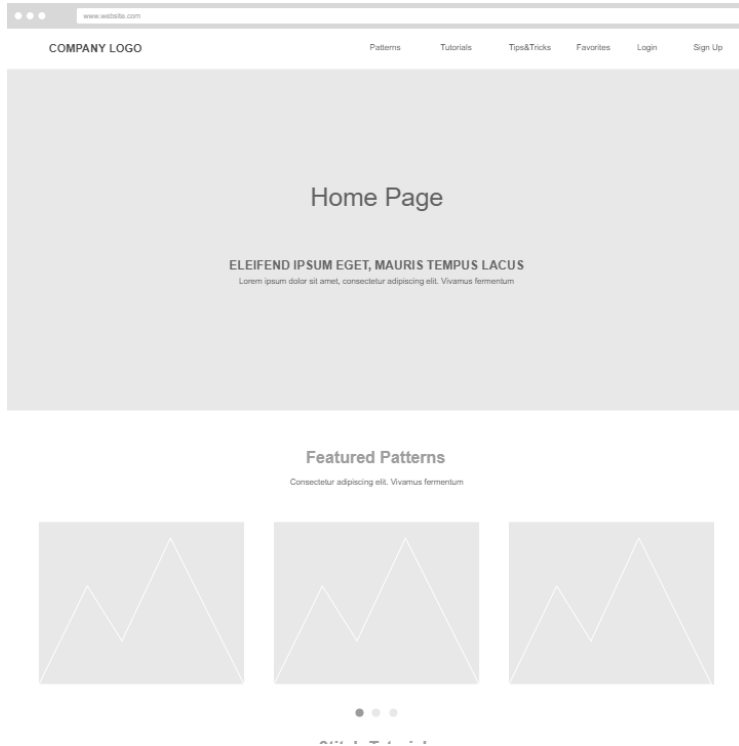 www.website.com
COMPANY LOGO
Patterns
Tutorials
Tips&Tricks
Favorites
Login
Sign Up
Home Page
ELEIFEND IPSUM EGET, MAURIS TEMPUS LACUS
Lorem ipsum dolor sit amet, consectetur adipiscing elit. Vivamus fermentum
Featured Patterns
Consectetur adipiscing elit. Vivamus fermentum